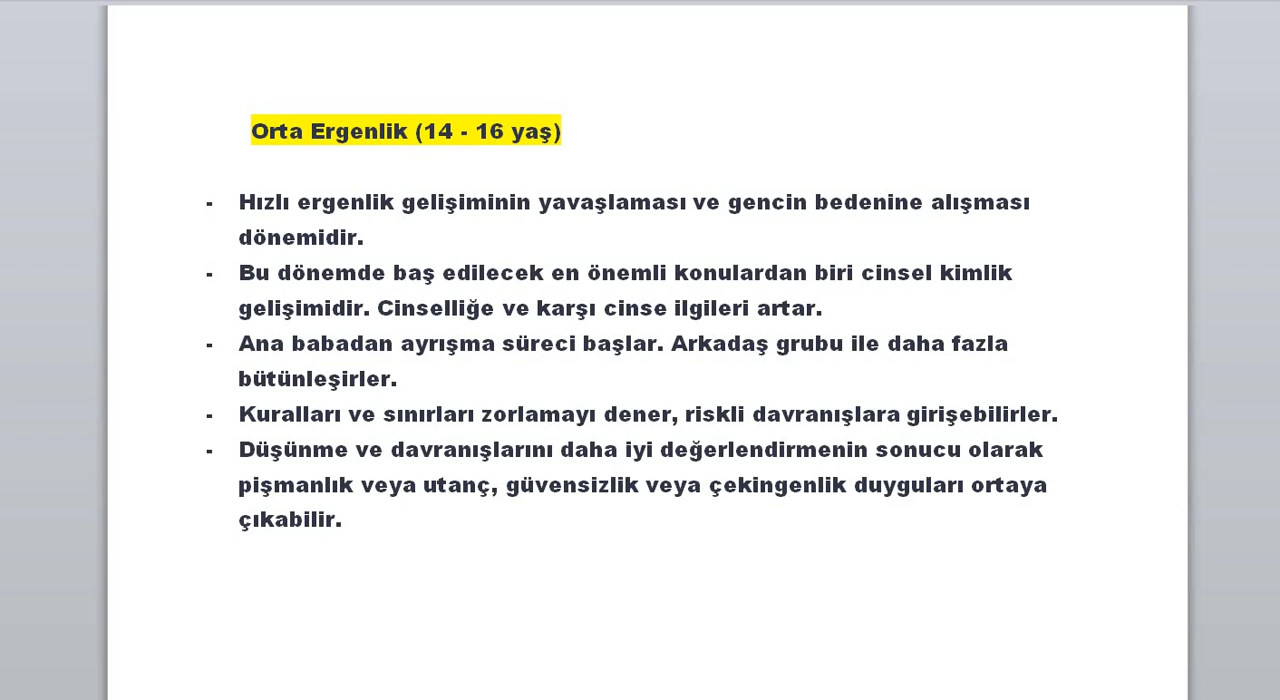 Orta Ergenlik (14 - 16 yaş)
- Hızlı ergenlik gelişiminin yavaşlaması ve gencin bedenine alışması
dönemidir.
- Bu dönemde baş edilecek en önemli konulardan biri cinsel kimlik
gelişimidir. Cinselliğe ve karşı cinse ilgileri artar.
- Ana babadan ayrışma süreci başlar. Arkadaş grubu ile daha fazla
bütünleşirler.
- Kuralları ve sınırları zorlamayı dener, riskli davranışlara girişebilirler.
- Düşünme ve davranışlarını daha iyi değerlendirmenin sonucu olarak
pişmanlık veya utanç, güvensizlik veya çekingenlik duyguları ortaya
çıkabilir.